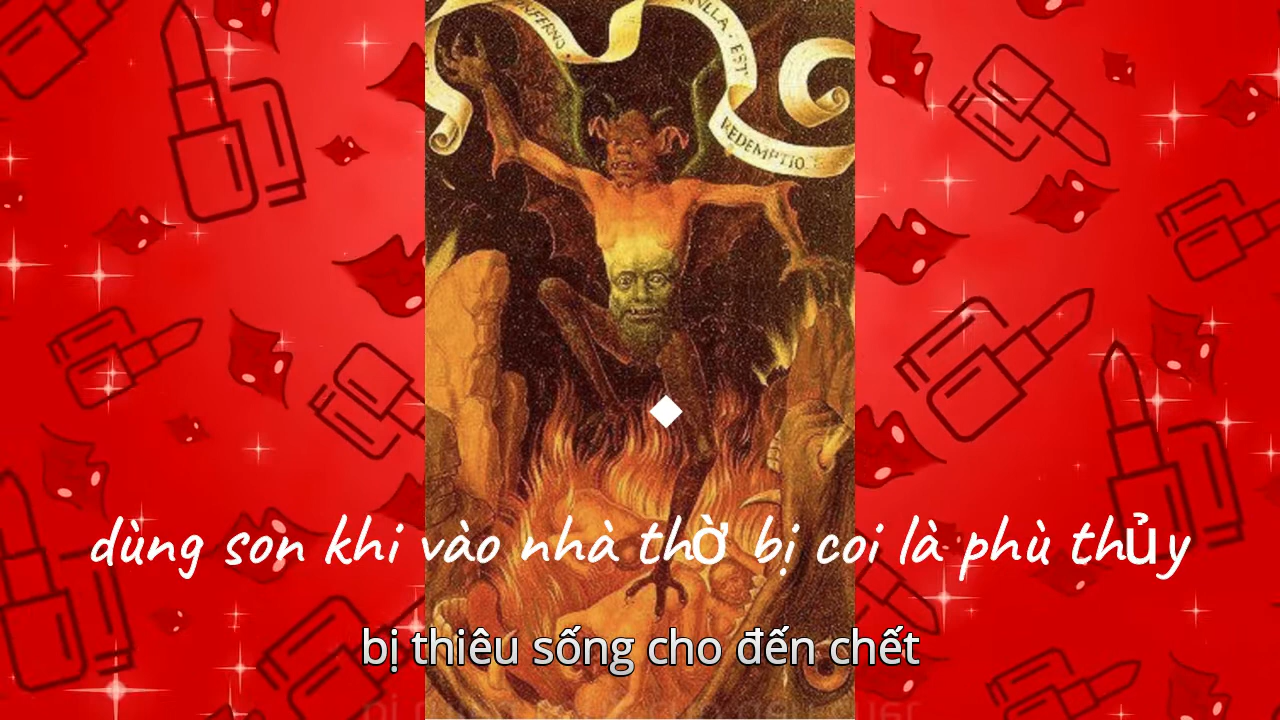 INFERNO
NULLA · EST
REDEMPTIO
dùng son khi vào nhà thờ bị coi là phù thủy
bị thiêu sống cho đến chết